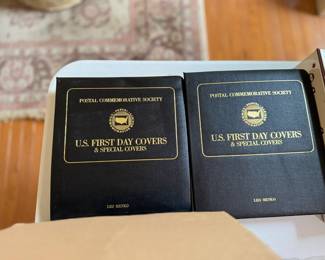 POSTAL COMMEMORATIVE SOCIETY
U.S. FIRST DAY COVERS
& SPECIAL COVERS
POSTAL COMMEMORATIVE SOCIETY
U.S. FIRST DAY COVERS
& SPECIAL COVERS